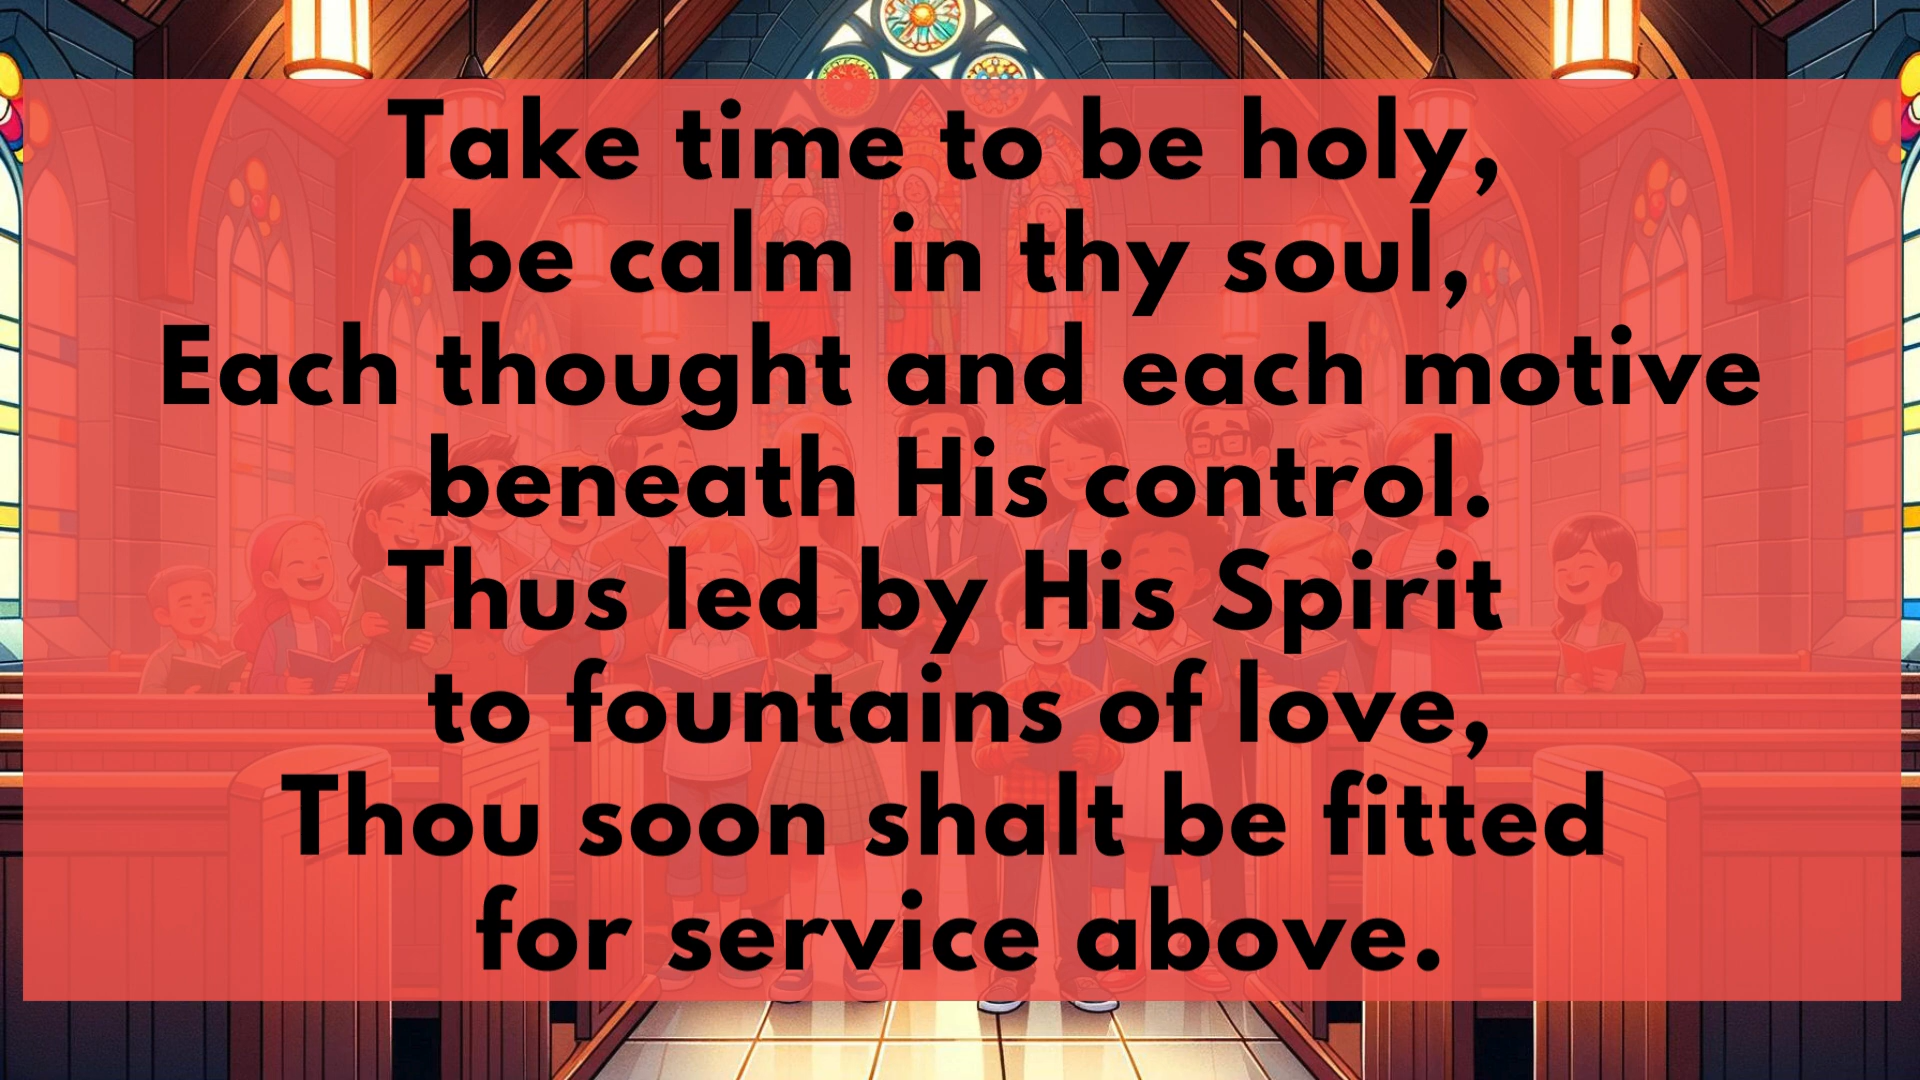 Take time to be holy,
be calm in thy soul,
Each thought and each motive
beneath His control.
Thus led by His Spirit
to fountains of love,
Thou soon shalt be fitted
for service above.